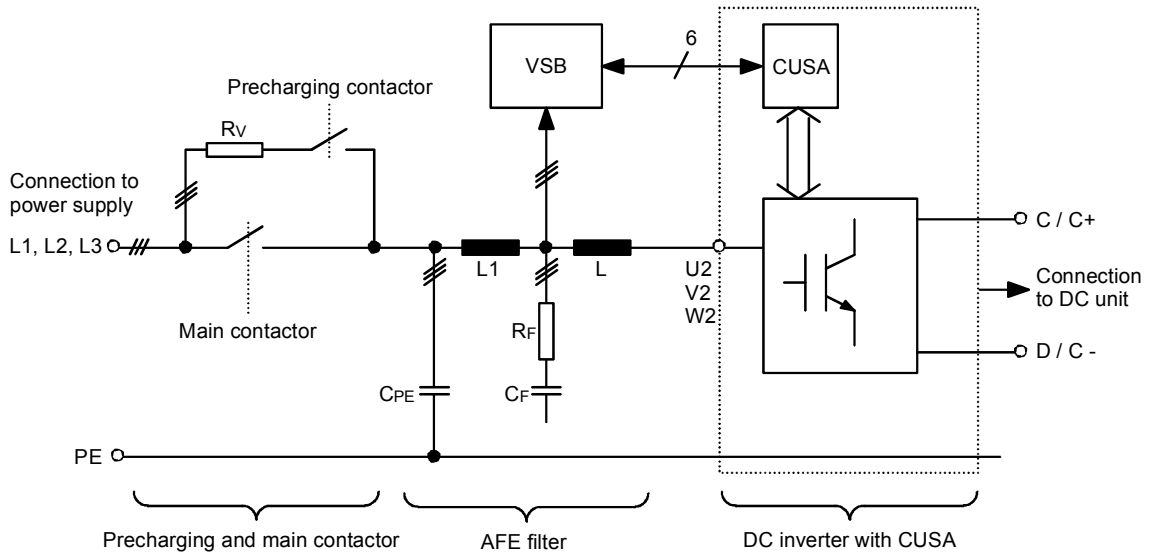 6
VSB
CUSA
Precharging contactor
RV
Connection to
power supply
L1, L2, L3
C / C+
L1
L
U2
V2
W2
Connection
to DC unit
Main contactor
RF
D / C -
CPE
CF
PE
Precharging and main contactor
AFE filter
DC inverter with CUSA